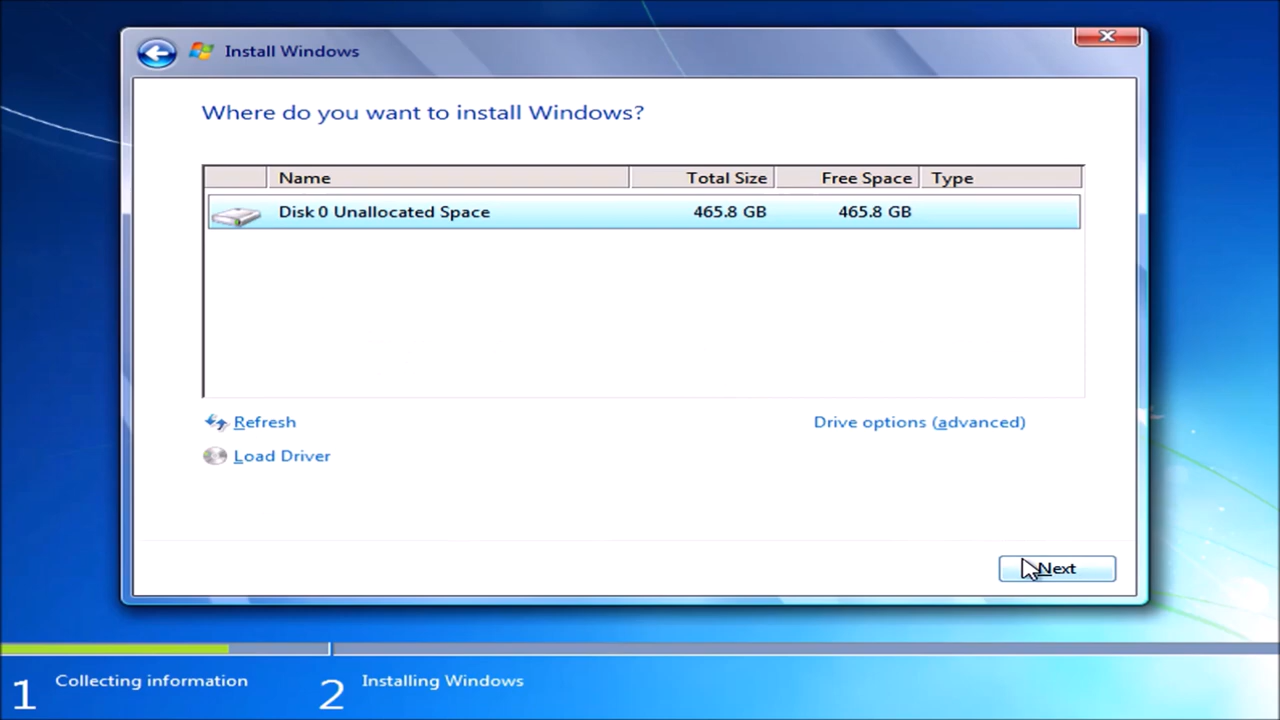 Install Windows
Where do you want to install Windows?
Name Total Size Free Space Type
Disk 0 Unallocated Space 465.8 GB 465.8 GB
Refresh Drive options (advanced)
Load Driver
Next
1 Collecting information 2 Installing Windows